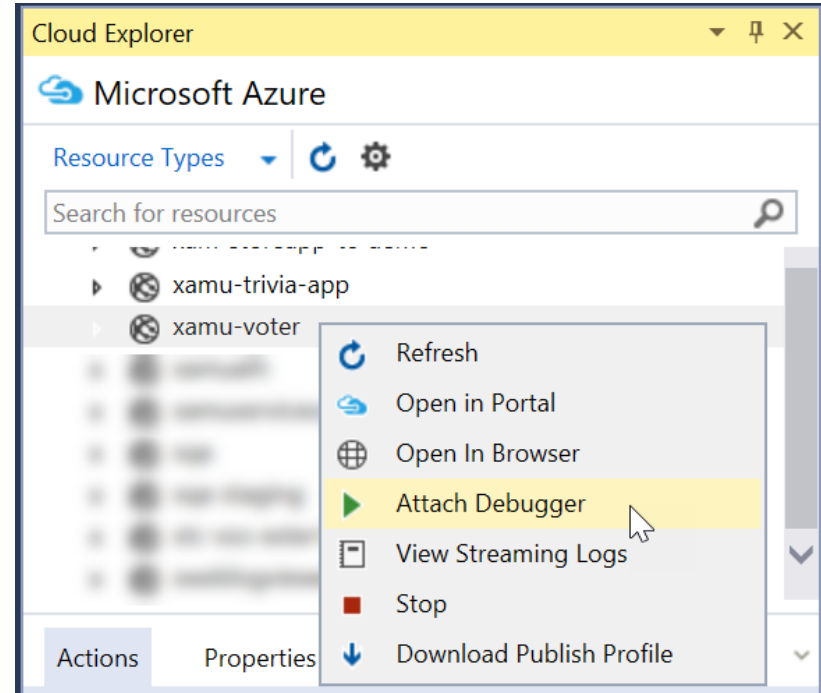 Cloud Explorer
Microsoft Azure
Resource Types
Search for resources
xamu-trivia-app
xamu-voter
Refresh
Open in Portal
Open In Browser
Attach Debugger
View Streaming Logs
Stop
Download Publish Profile
Actions
Properties